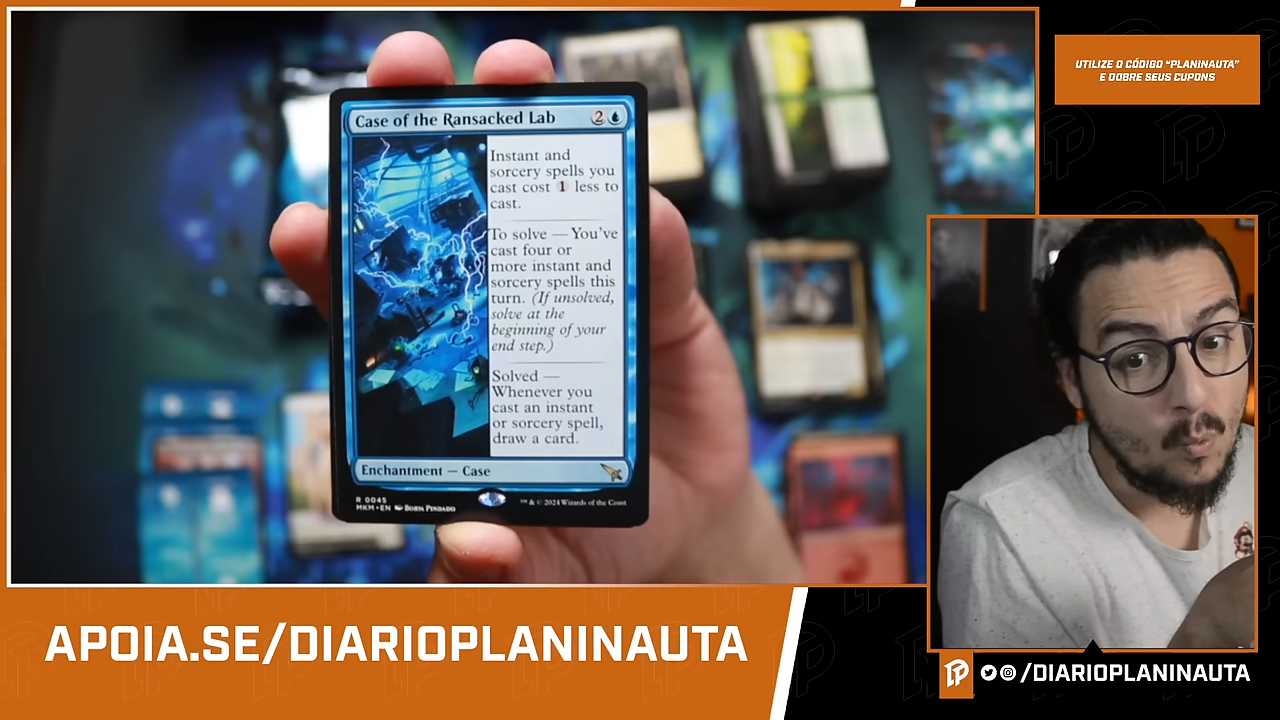 UTILIZE O CÓDIGO “PLANINAUTA”
E DOBRE SEUS CUPONS
Case of the Ransacked Lab 2
Instant and
sorcery spells you
cast cost 1 less to
cast.
To solve — You’ve
cast four or
more instant and
sorcery spells this
turn. (If unsolved,
solve at the
beginning of your
end step.)
Solved —
Whenever you
cast an instant
or sorcery spell,
draw a card.
Enchantment — Case
R 0045
MKM • EN Borja Pindado
™ & © 2024 Wizards of the Coast
APOIA.SE/DIARIOPLANINAUTA
/DIARIOPLANINAUTA